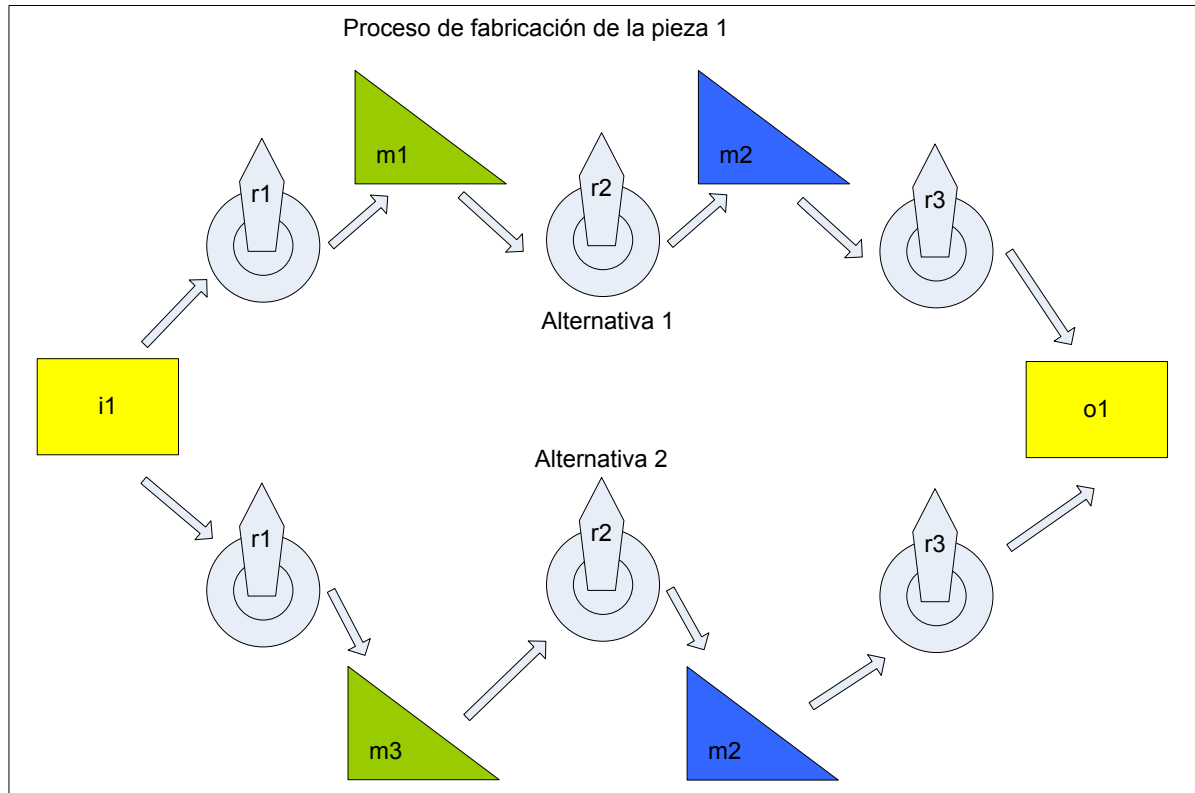 Proceso de fabricación de la pieza 1
m1
m2
r1
r2
r3
Alternativa 1
i1
o1
Alternativa 2
r1
r2
r3
m3
m2